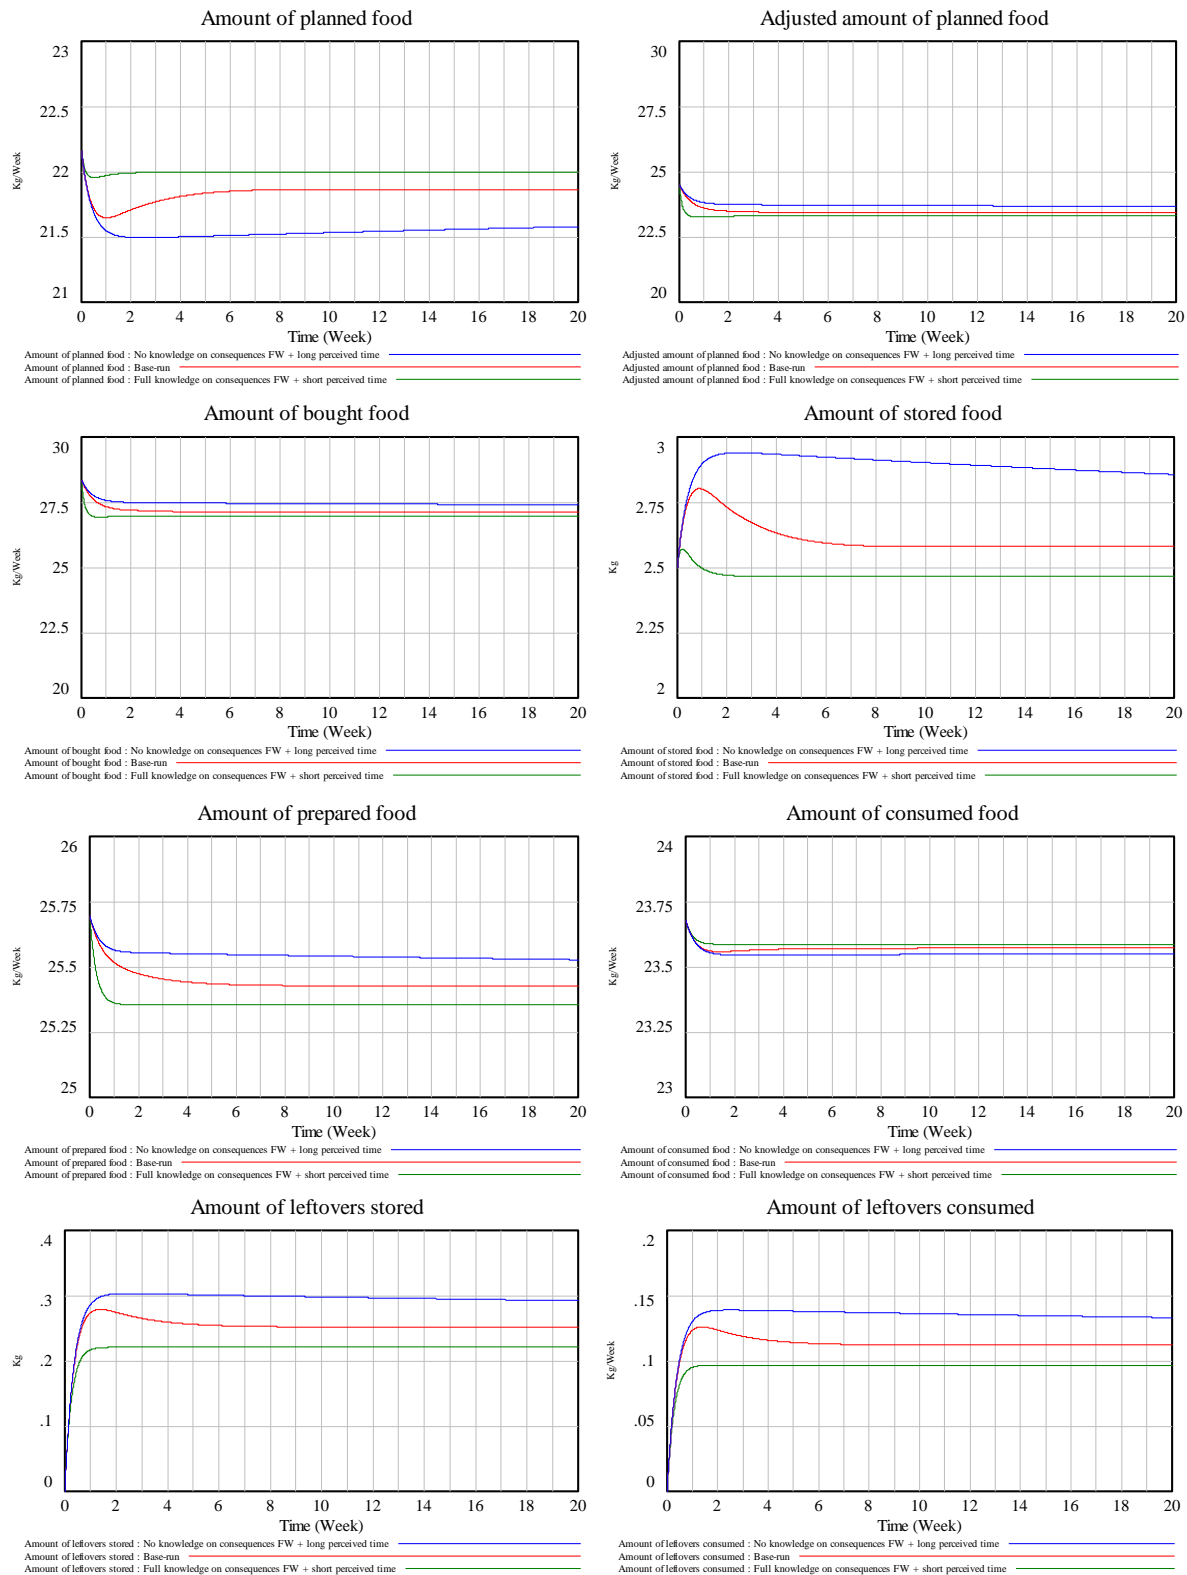 Amount of planned food
23
22.5
22
21.5
21
Kg/Week
0 2 4 6 8 10 12 14 16 18 20
Time (Week)
Amount of planned food : No knowledge on consequences FW + long perceived time
Amount of planned food : Base-run
Amount of planned food : Full knowledge on consequences FW + short perceived time
Adjusted amount of planned food
30
27.5
25
22.5
20
Kg/Week
0 2 4 6 8 10 12 14 16 18 20
Time (Week)
Adjusted amount of planned food : No knowledge on consequences FW + long perceived time
Adjusted amount of planned food : Base-run
Adjusted amount of planned food : Full knowledge on consequences FW + short perceived time
Amount of bought food
30
27.5
25
22.5
20
Kg/Week
0 2 4 6 8 10 12 14 16 18 20
Time (Week)
Amount of bought food : No knowledge on consequences FW + long perceived time
Amount of bought food : Base-run
Amount of bought food : Full knowledge on consequences FW + short perceived time
Amount of stored food
3
2.75
2.5
2.25
2
Kg
0 2 4 6 8 10 12 14 16 18 20
Time (Week)
Amount of stored food : No knowledge on consequences FW + long perceived time
Amount of stored food : Base-run
Amount of stored food : Full knowledge on consequences FW + short perceived time
Amount of prepared food
26
25.75
25.5
25.25
25
Kg/Week
0 2 4 6 8 10 12 14 16 18 20
Time (Week)
Amount of prepared food : No knowledge on consequences FW + long perceived time
Amount of prepared food : Base-run
Amount of prepared food : Full knowledge on consequences FW + short perceived time
Amount of consumed food
24
23.75
23.5
23.25
23
Kg/Week
0 2 4 6 8 10 12 14 16 18 20
Time (Week)
Amount of consumed food : No knowledge on consequences FW + long perceived time
Amount of consumed food : Base-run
Amount of consumed food : Full knowledge on consequences FW + short perceived time
Amount of leftovers stored
.4
.3
.2
.1
0
Kg
0 2 4 6 8 10 12 14 16 18 20
Time (Week)
Amount of leftovers stored : No knowledge on consequences FW + long perceived time
Amount of leftovers stored : Base-run
Amount of leftovers stored : Full knowledge on consequences FW + short perceived time
Amount of leftovers consumed
.2
.15
.1
.05
0
Kg/Week
0 2 4 6 8 10 12 14 16 18 20
Time (Week)
Amount of leftovers consumed : No knowledge on consequences FW + long perceived time
Amount of leftovers consumed : Base-run
Amount of leftovers consumed : Full knowledge on consequences FW + short perceived time